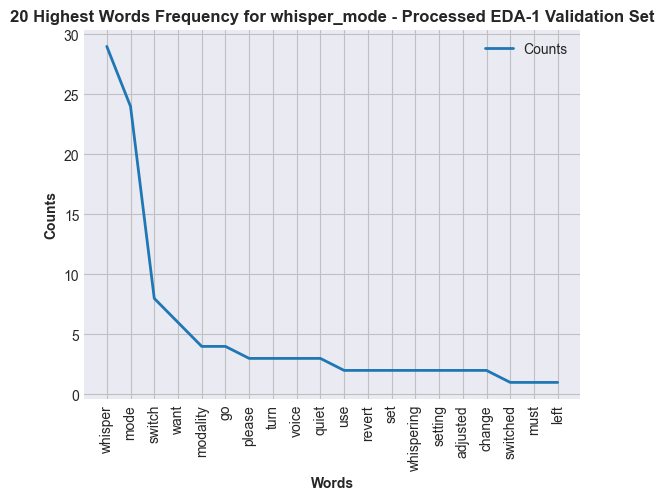 20 Highest Words Frequency for whisper_mode - Processed EDA-1 Validation Set
Counts
30
25
20
15
10
5
0
Counts
whisper
mode
switch
want
modality
go
please
turn
voice
quiet
use
revert
set
whispering
setting
adjusted
change
switched
must
left
Words